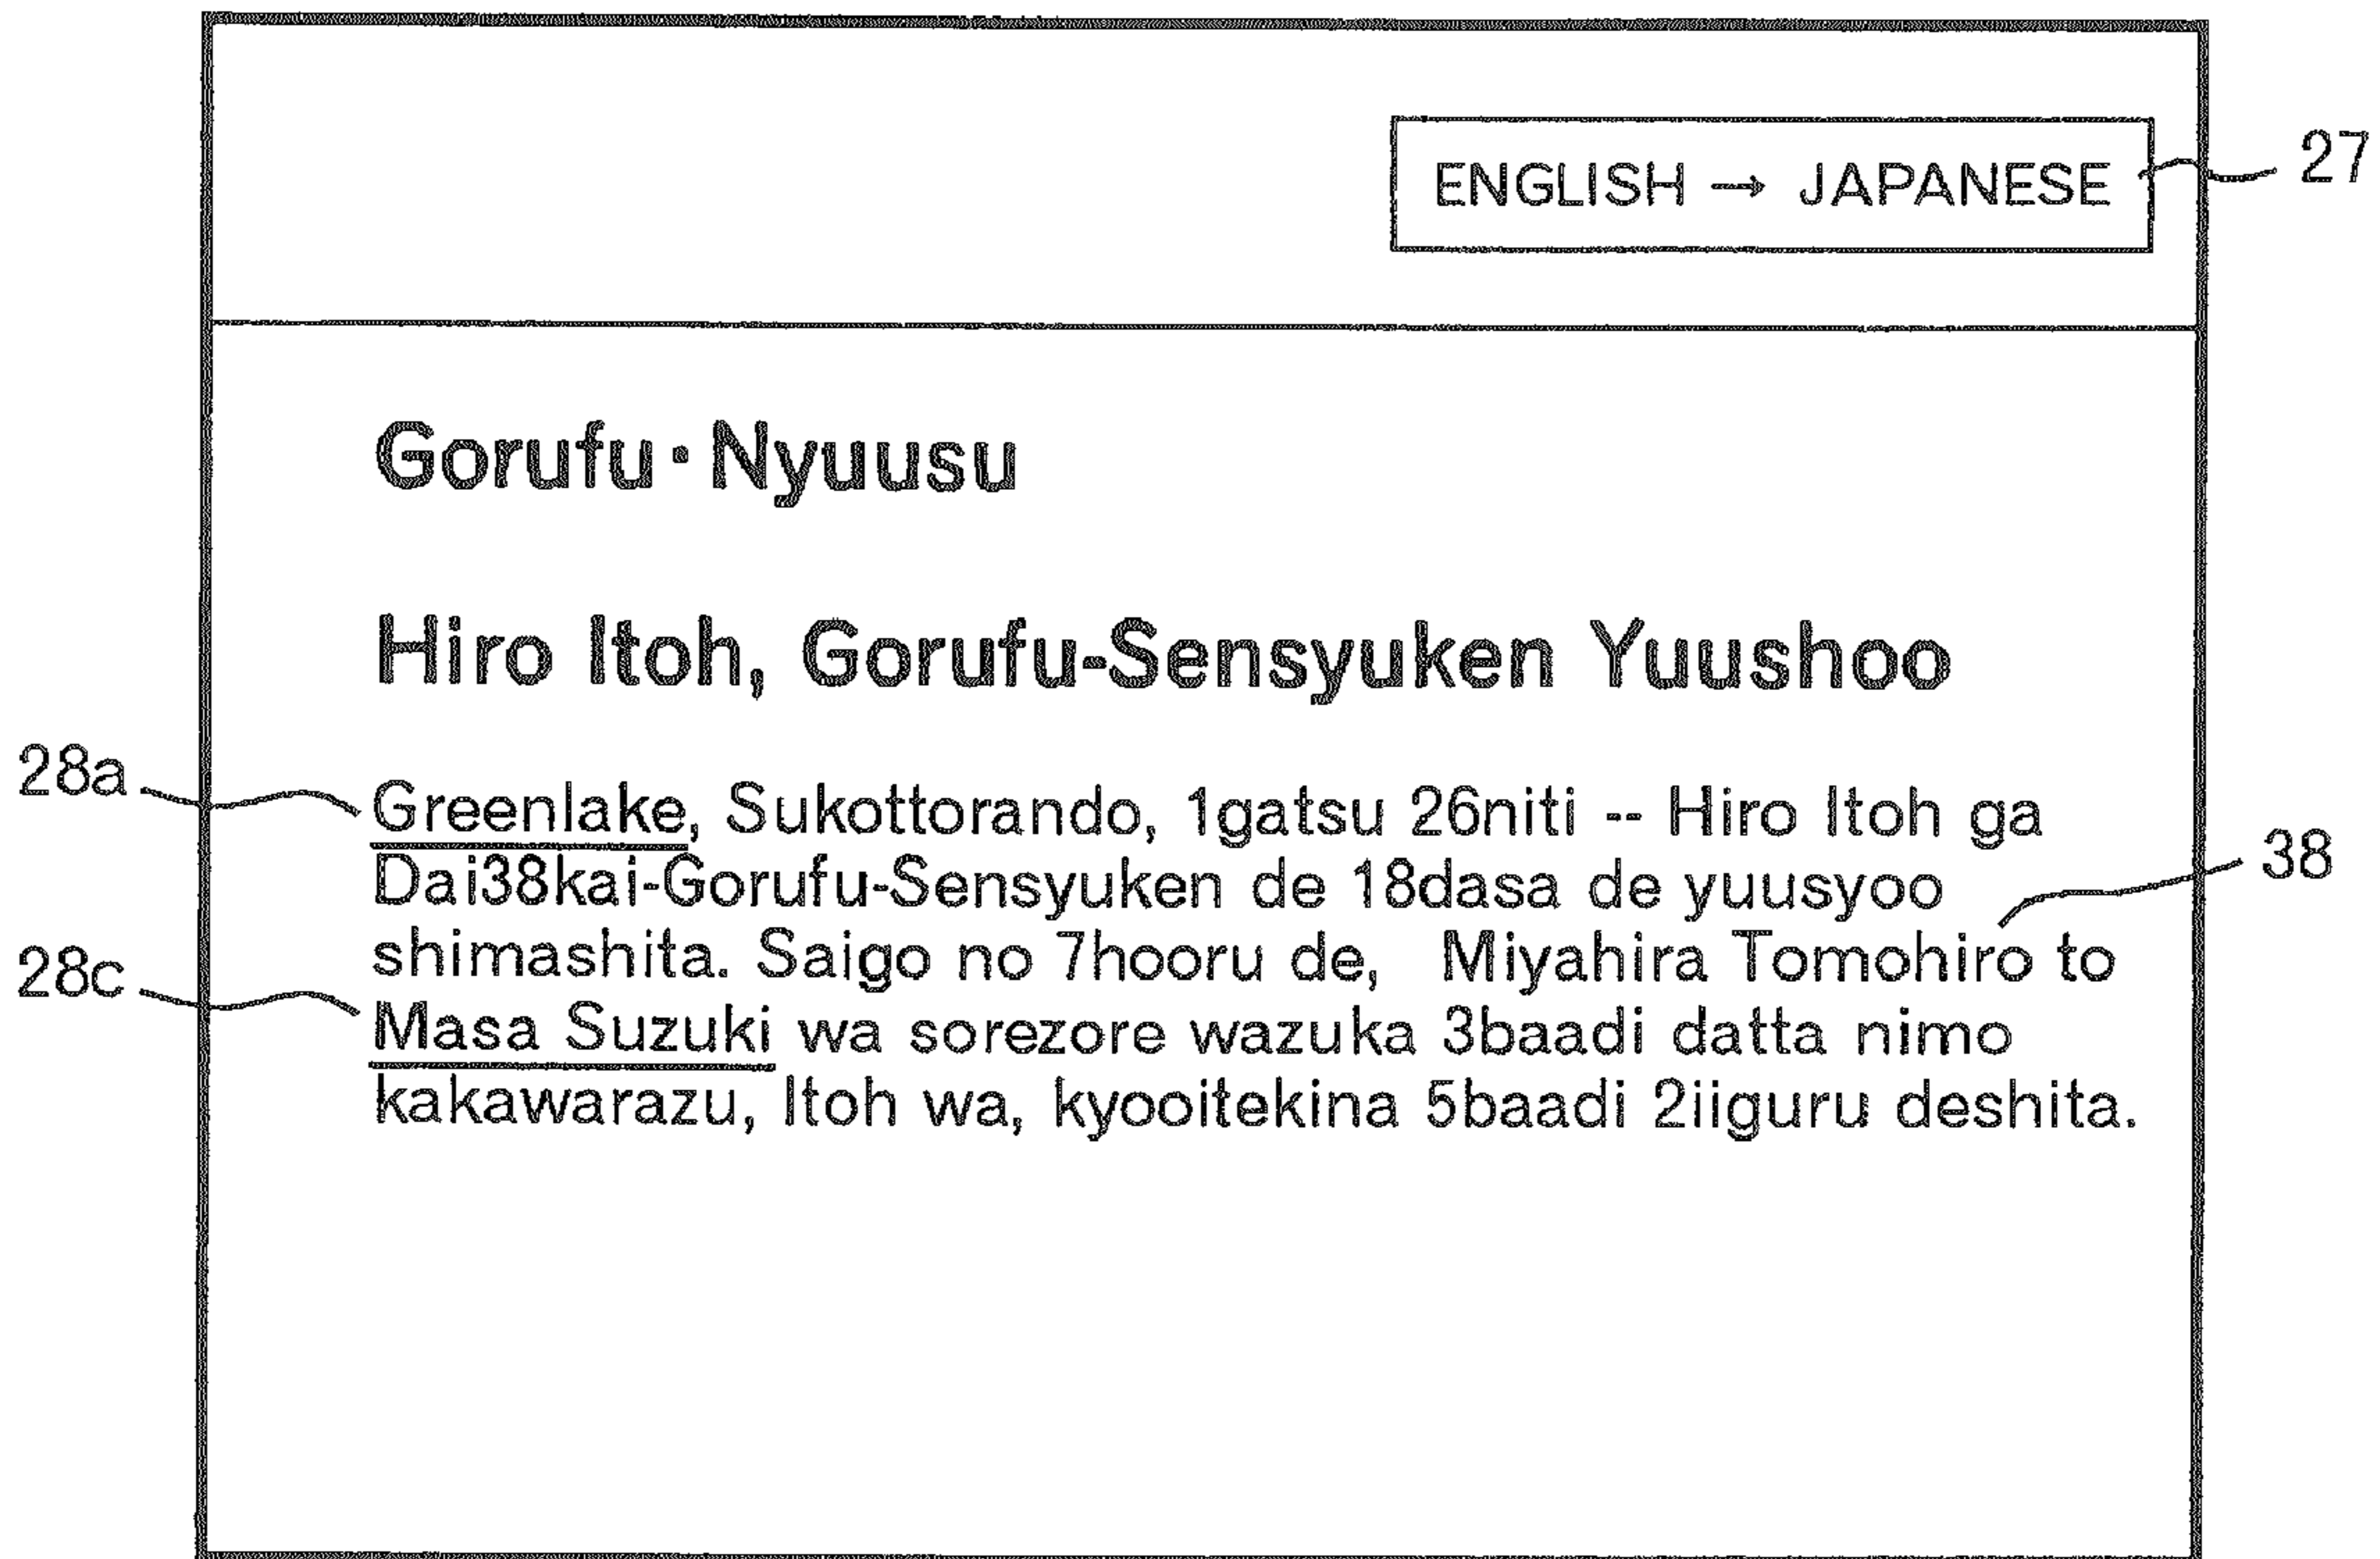 ENGLISH → JAPANESE
27
Gorufu・Nyuusu
Hiro Itoh, Gorufu-Sensyuken Yuushoo
28a
Greenlake, Sukottorando, 1gatsu 26niti -- Hiro Itoh ga
Dai38kai-Gorufu-Sensyuken de 18dasa de yuusyoo
38
shimashita. Saigo no 7hooru de, Miyahira Tomohiro to
28c
Masa Suzuki wa sorezore wazuka 3baadi datta nimo
kakawarazu, Itoh wa, kyooitekina 5baadi 2iiguru deshita.